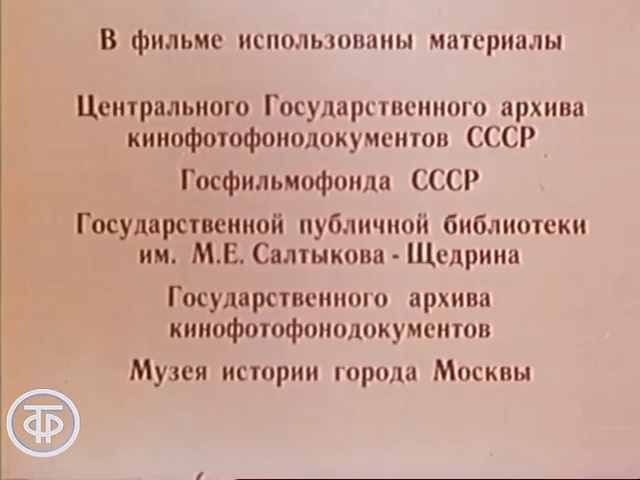 В фильме использованы материалы
Центрального Государственного архива
кинофотофонодокументов СССР
Госфильмофонда СССР
Государственной публичной библиотеки
им. М.Е. Салтыкова - Щедрина
Государственного архива
кинофотофонодокументов
Музея истории города Москвы